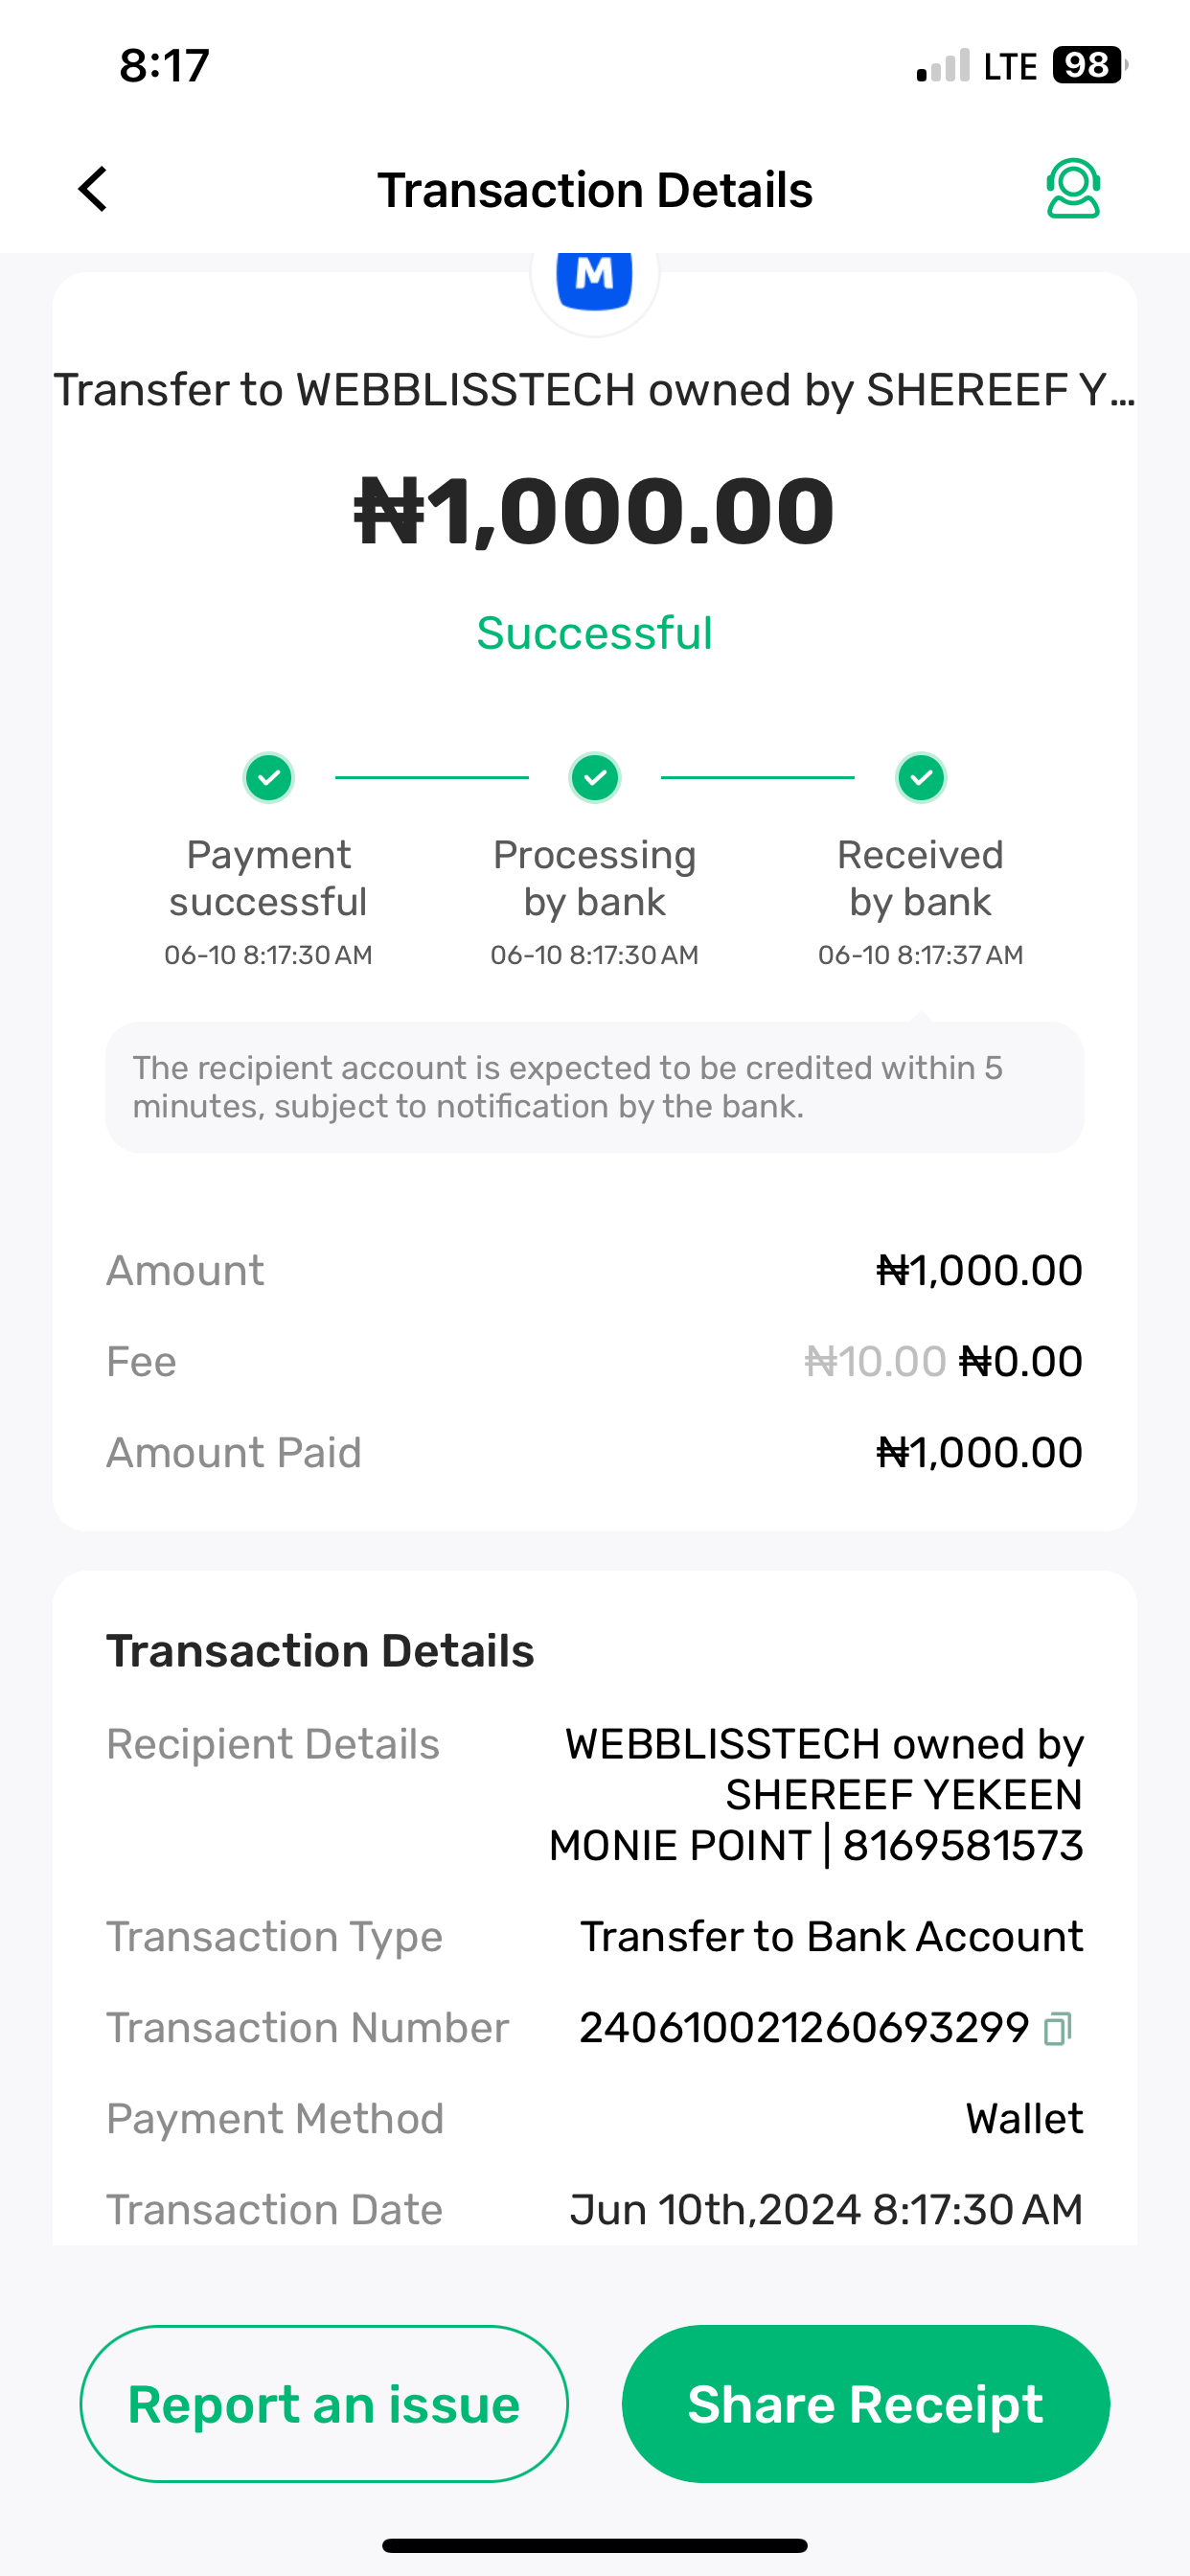 8:17
LTE 98
Transaction Details
M
Transfer to WEBBLISSTECH owned by SHEREEF Y...
₦1,000.00
Successful
Payment successful
06-10 8:17:30 AM
Processing by bank
06-10 8:17:30 AM
Received by bank
06-10 8:17:37 AM
The recipient account is expected to be credited within 5
minutes, subject to notification by the bank.
Amount ₦1,000.00
Fee ₦10.00 ₦0.00
Amount Paid ₦1,000.00
Transaction Details
Recipient Details WEBBLISSTECH owned by
SHEREEF YEKEEN
MONIE POINT | 8169581573
Transaction Type Transfer to Bank Account
Transaction Number 240610021260693299
Payment Method Wallet
Transaction Date Jun 10th,2024 8:17:30 AM
Report an issue
Share Receipt